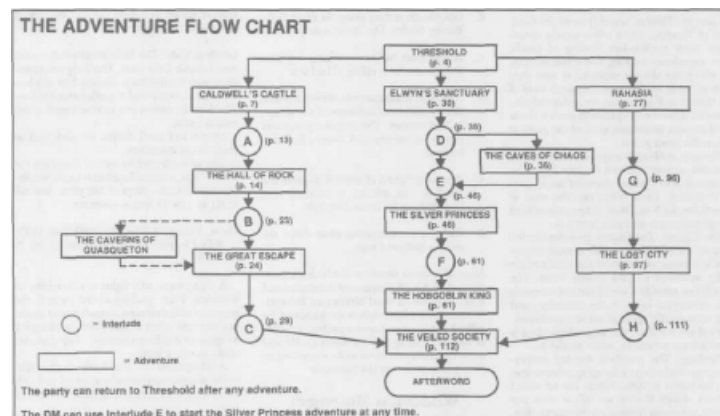 THE ADVENTURE FLOW CHART
THRESHOLD
(p. 4)
CALDWELL'S CASTLE
(p. 7)
ELWYN'S SANCTUARY
(p. 30)
RAHASIA
(p. 77)
A
(p. 13)
D
(p. 35)
THE HALL OF ROCK
(p. 14)
THE CAVES OF CHAOS
(p. 35)
E
(p. 46)
G
(p. 96)
B
(p. 23)
THE SILVER PRINCESS
(p. 46)
THE CAVERNS OF
QUASQUETON
THE GREAT ESCAPE
(p. 24)
F
(p. 61)
THE LOST CITY
(p. 97)
THE HOBGOBLIN KING
(p. 61)
= Interlude
C
(p. 29)
THE VEILED SOCIETY
(p. 112)
H
(p. 111)
= Adventure
AFTERWORD
The party can return to Threshold after any adventure.
The DM can use Interlude E to start the Silver Princess adventure at any time.